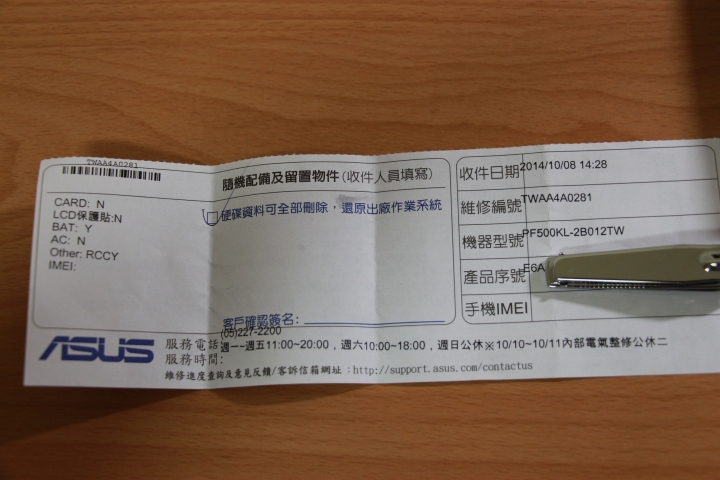 TWAA4A0281
隨機配備及留置物件(收件人員填寫)
CARD: N
LCD保護貼:N
BAT: Y
AC: N
Other: RCCY
IMEI:
硬碟資料可全部刪除，還原出廠作業系統
客戶確認簽名:
收件日期 2014/10/08 14:28
維修編號 TWAA4A0281
機器型號 PF500KL-2B012TW
產品序號 E6A
手機IMEI
ASUS
服務電話: (05)227-2200
服務時間: 週一~週五11:00~20:00，週六10:00~18:00，週日公休※10/10~10/11內部電氣整修公休二
維修進度查詢及意見反饋/客訴信箱網址：http://support.asus.com/contactus